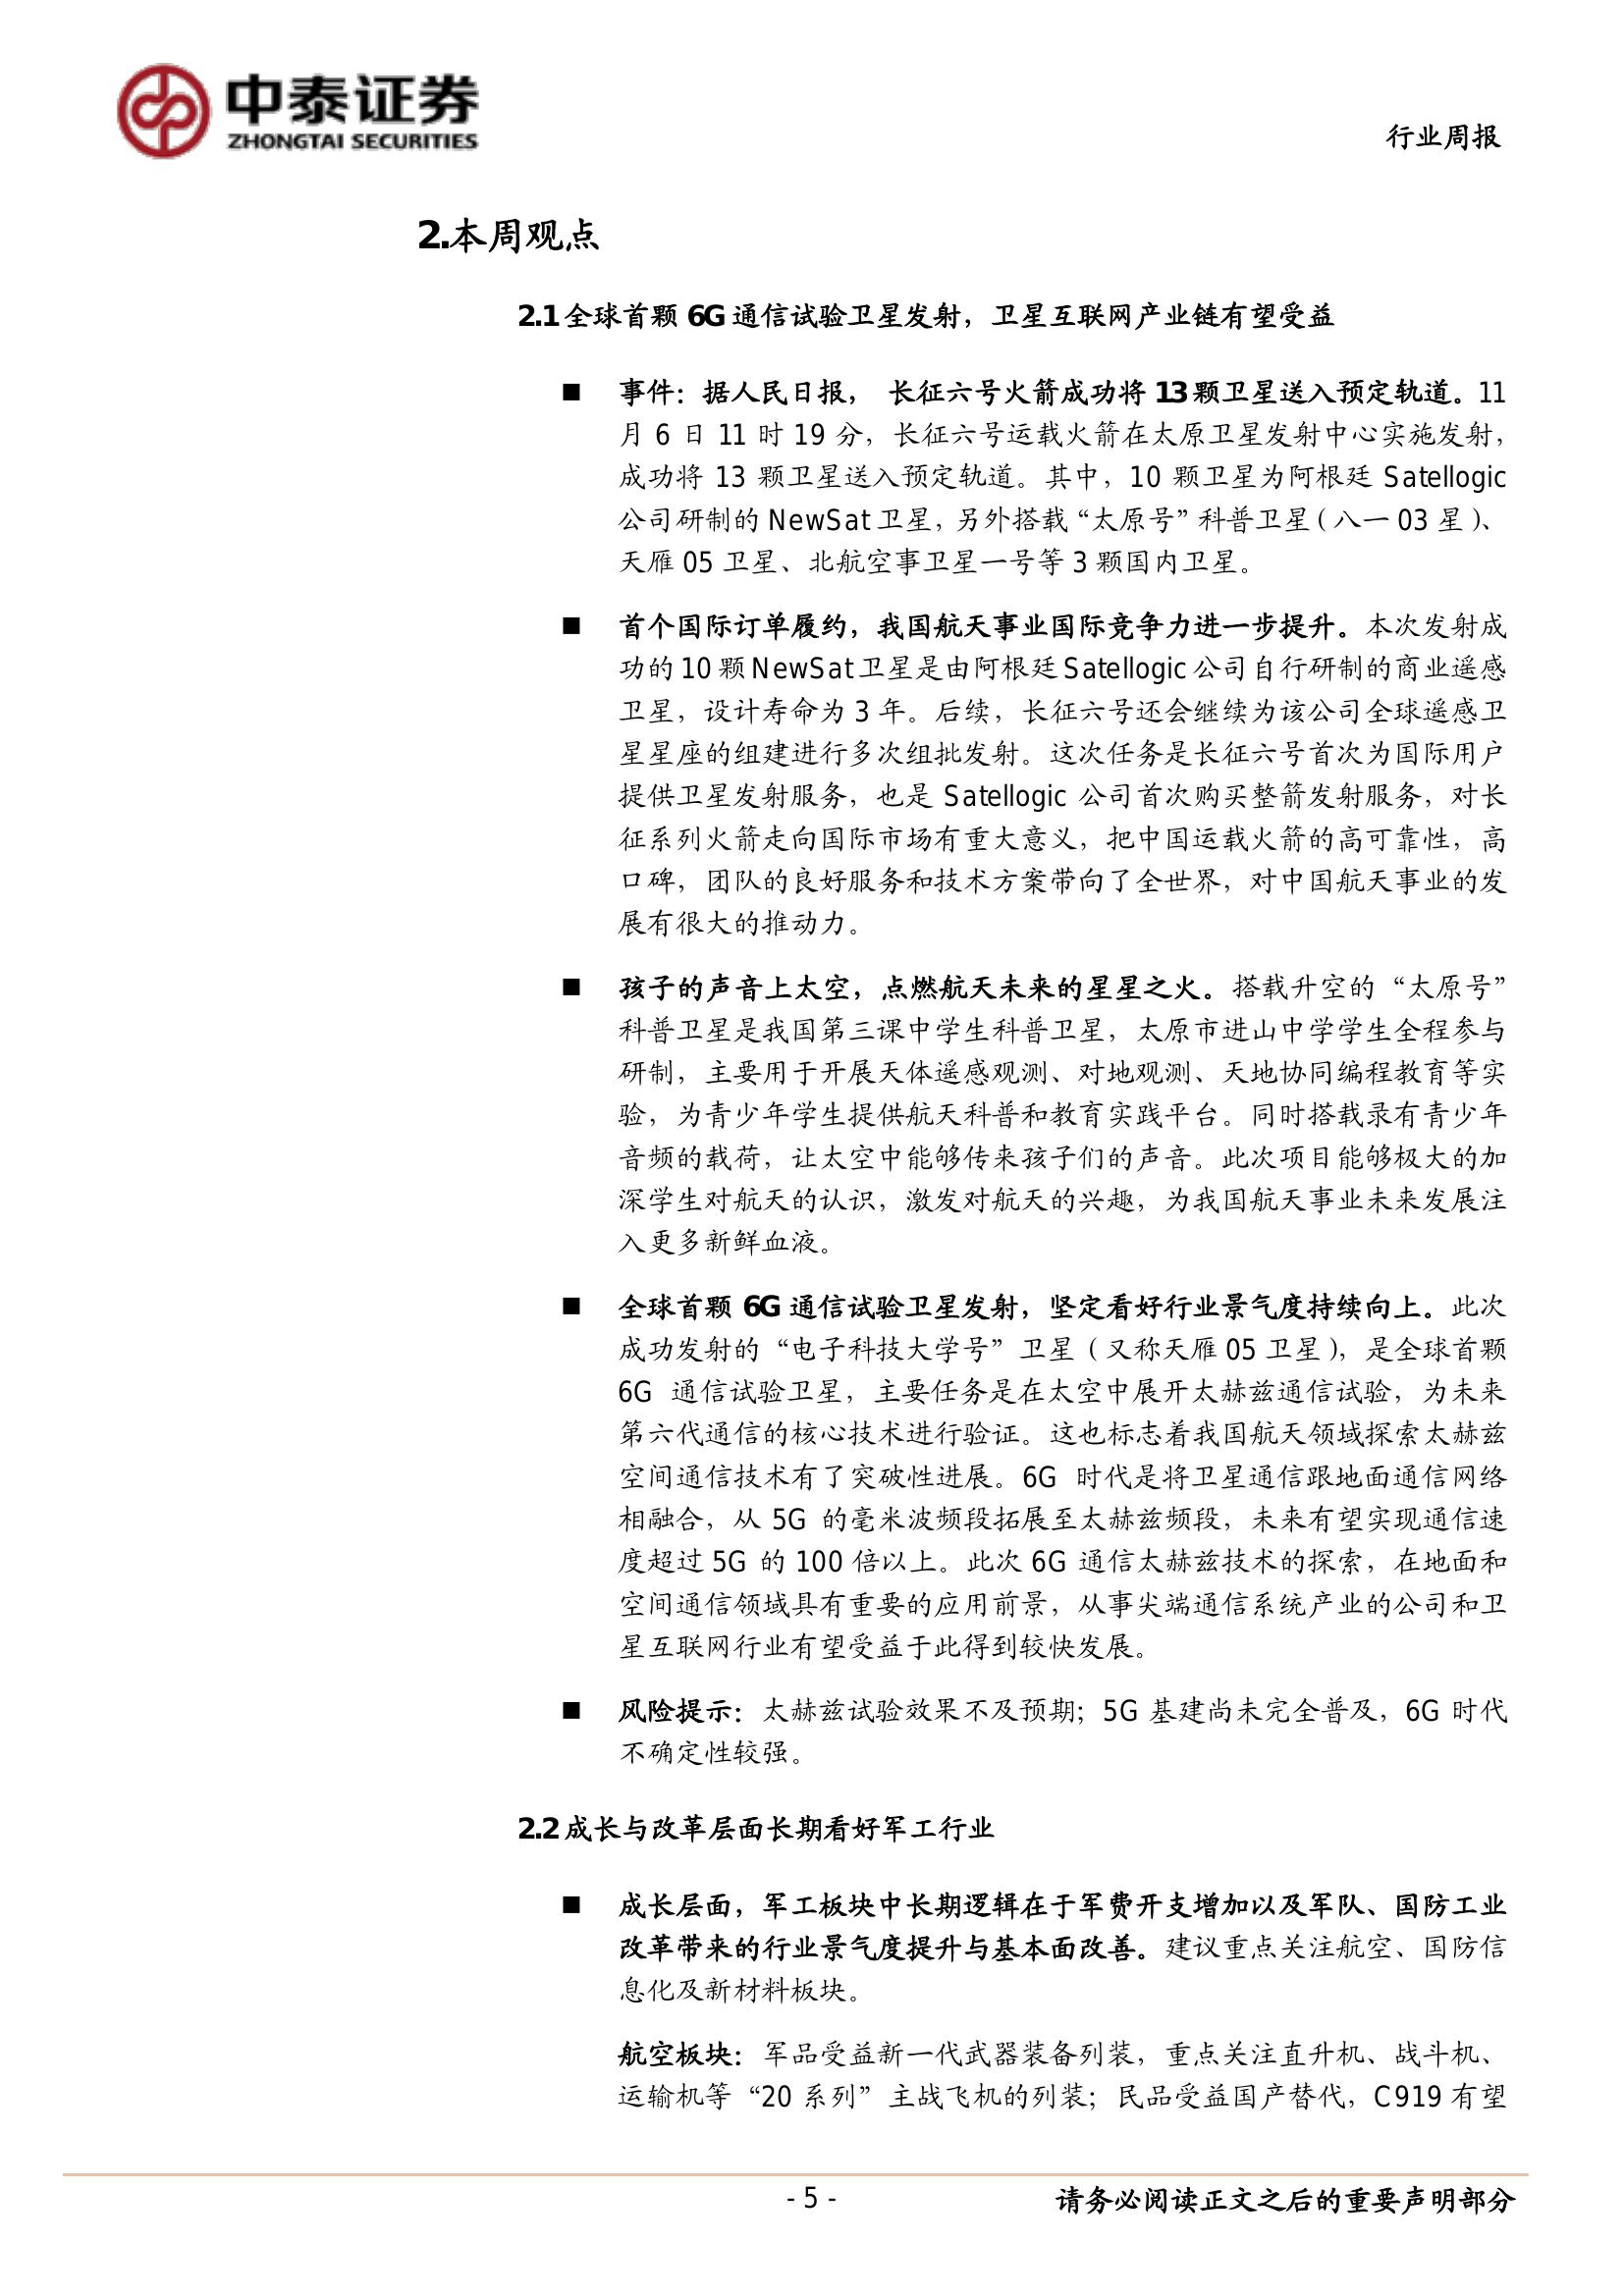 中泰证券
ZHONGTAI SECURITIES
行业周报
2.本周观点
2.1 全球首颗 6G 通信试验卫星发射，卫星互联网产业链有望受益
■ 事件：据人民日报， 长征六号火箭成功将 13 颗卫星送入预定轨道。11
月 6 日 11 时 19 分，长征六号运载火箭在太原卫星发射中心实施发射，
成功将 13 颗卫星送入预定轨道。其中，10 颗卫星为阿根廷 Satellogic
公司研制的 NewSat 卫星，另外搭载“太原号”科普卫星（八一 03 星）、
天雁 05 卫星、北航空事卫星一号等 3 颗国内卫星。
■ 首个国际订单履约，我国航天事业国际竞争力进一步提升。本次发射成
功的 10 颗 NewSat 卫星是由阿根廷 Satellogic 公司自行研制的商业遥感
卫星，设计寿命为 3 年。后续，长征六号还会继续为该公司全球遥感卫
星星座的组建进行多次组批发射。这次任务是长征六号首次为国际用户
提供卫星发射服务，也是 Satellogic 公司首次购买整箭发射服务，对长
征系列火箭走向国际市场有重大意义，把中国运载火箭的高可靠性，高
口碑，团队的良好服务和技术方案带向了全世界，对中国航天事业的发
展有很大的推动力。
■ 孩子的声音上太空，点燃航天未来的星星之火。搭载升空的“太原号”
科普卫星是我国第三课中学生科普卫星，太原市进山中学学生全程参与
研制，主要用于开展天体遥感观测、对地观测、天地协同编程教育等实
验，为青少年学生提供航天科普和教育实践平台。同时搭载录有青少年
音频的载荷，让太空中能够传来孩子们的声音。此次项目能够极大的加
深学生对航天的认识，激发对航天的兴趣，为我国航天事业未来发展注
入更多新鲜血液。
■ 全球首颗 6G 通信试验卫星发射，坚定看好行业景气度持续向上。此次
成功发射的“电子科技大学号”卫星（又称天雁 05 卫星），是全球首颗
6G 通信试验卫星，主要任务是在太空中展开太赫兹通信试验，为未来
第六代通信的核心技术进行验证。这也标志着我国航天领域探索太赫兹
空间通信技术有了突破性进展。6G 时代是将卫星通信跟地面通信网络
相融合，从 5G 的毫米波频段拓展至太赫兹频段，未来有望实现通信速
度超过 5G 的 100 倍以上。此次 6G 通信太赫兹技术的探索，在地面和
空间通信领域具有重要的应用前景，从事尖端通信系统产业的公司和卫
星互联网行业有望受益于此得到较快发展。
■ 风险提示：太赫兹试验效果不及预期；5G 基建尚未完全普及，6G 时代
不确定性较强。
2.2 成长与改革层面长期看好军工行业
■ 成长层面，军工板块中长期逻辑在于军费开支增加以及军队、国防工业
改革带来的行业景气度提升与基本面改善。建议重点关注航空、国防信
息化及新材料板块。
航空板块：军品受益新一代武器装备列装，重点关注直升机、战斗机、
运输机等“20 系列”主战飞机的列装；民品受益国产替代，C919 有望
- 5 -
请务必阅读正文之后的重要声明部分